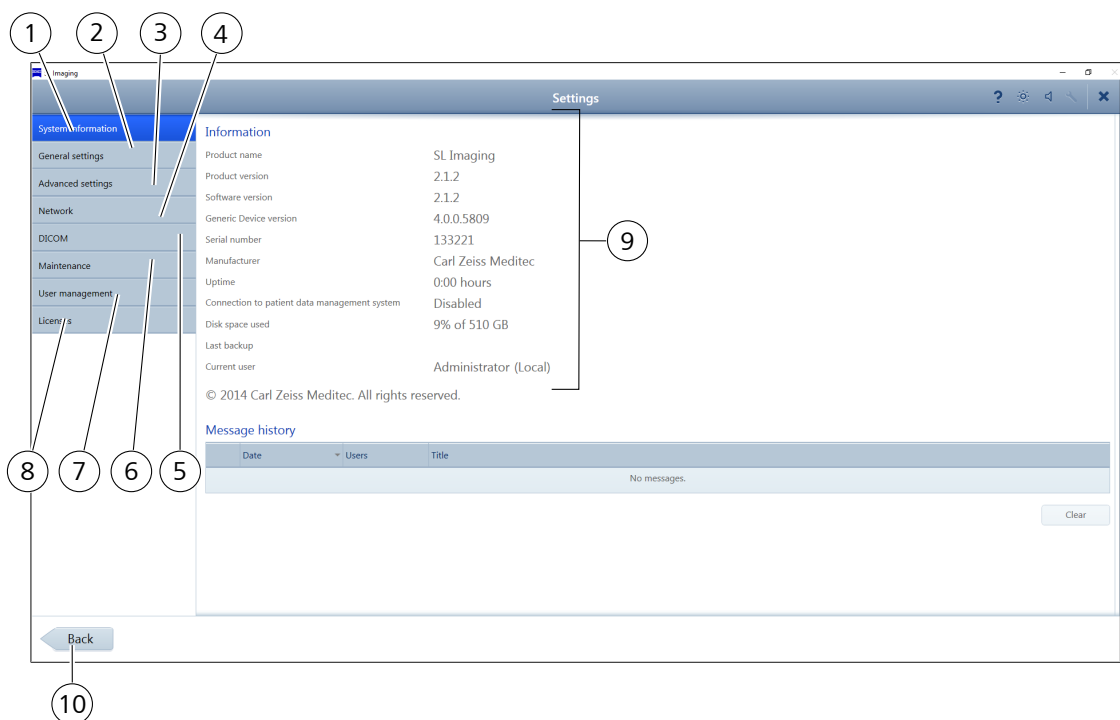 1 2 3 4
Imaging
Settings
?
System information
General settings
Advanced settings
Network
DICOM
Maintenance
User management
Licenses
Information
Product name SL Imaging
Product version 2.1.2
Software version 2.1.2
Generic Device version 4.0.0.5809
Serial number 133221
Manufacturer Carl Zeiss Meditec
Uptime 0:00 hours
Connection to patient data management system Disabled
Disk space used 9% of 510 GB
Last backup
Current user Administrator (Local)
© 2014 Carl Zeiss Meditec. All rights reserved.
9
Message history
Date Users Title
No messages.
Clear
8 7 6 5
Back
10